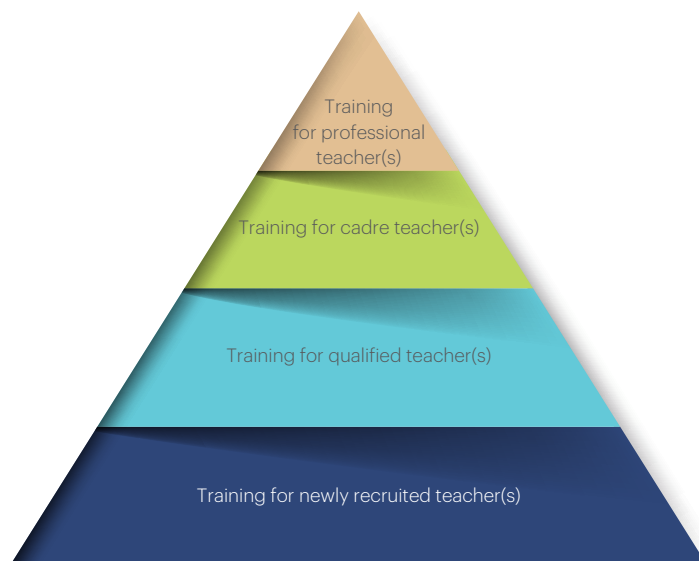 Training
for professional
teacher(s)
Training for cadre teacher(s)
Training for qualified teacher(s)
Training for newly recruited teacher(s)